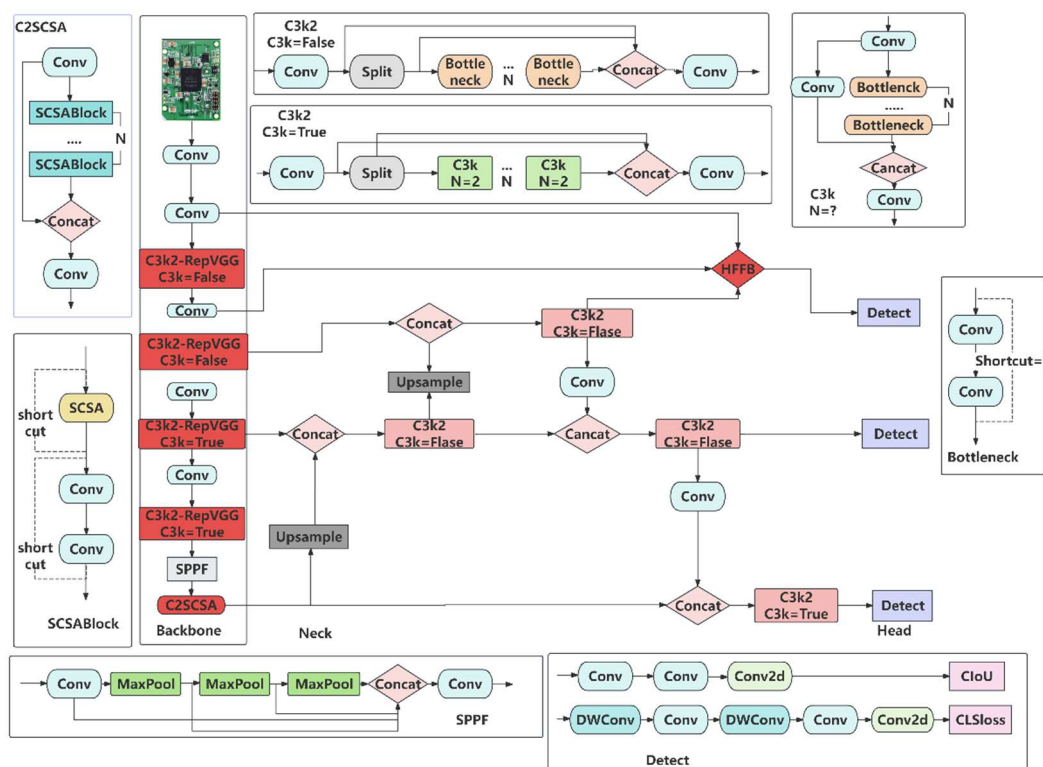 C2SCSA
Conv
SCSABlock
....
N
SCSABlock
Concat
Conv
short
cut
SCSA
Conv
short
cut
Conv
SCSABlock
Conv
Conv
C3k2-RepVGG
C3k=False
Conv
C3k2-RepVGG
C3k=False
Conv
C3k2-RepVGG
C3k=True
Conv
C3k2-RepVGG
C3k=True
SPPF
C2SCSA
Backbone
C3k2
C3k=False
Conv
Split
Bottle
neck
...
N
Bottle
neck
Concat
Conv
C3k2
C3k=True
Conv
Split
C3k
N=2
...
N
C3k
N=2
Concat
Conv
Conv
Conv
Bottlenck
.....
N
Bottleneck
Cancat
C3k
N=?
Conv
HFFB
Detect
Concat
C3k2
C3k=Flase
Upsample
Conv
Concat
C3k2
C3k=Flase
Cancat
C3k2
C3k=Flase
Detect
Conv
Upsample
Concat
C3k2
C3k=True
Detect
Neck
Head
Conv
Shortcut=
Conv
Bottleneck
Conv
MaxPool
MaxPool
MaxPool
Concat
Conv
SPPF
Conv
Conv
Conv2d
CIoU
DWConv
Conv
DWConv
Conv
Conv2d
CLSloss
Detect